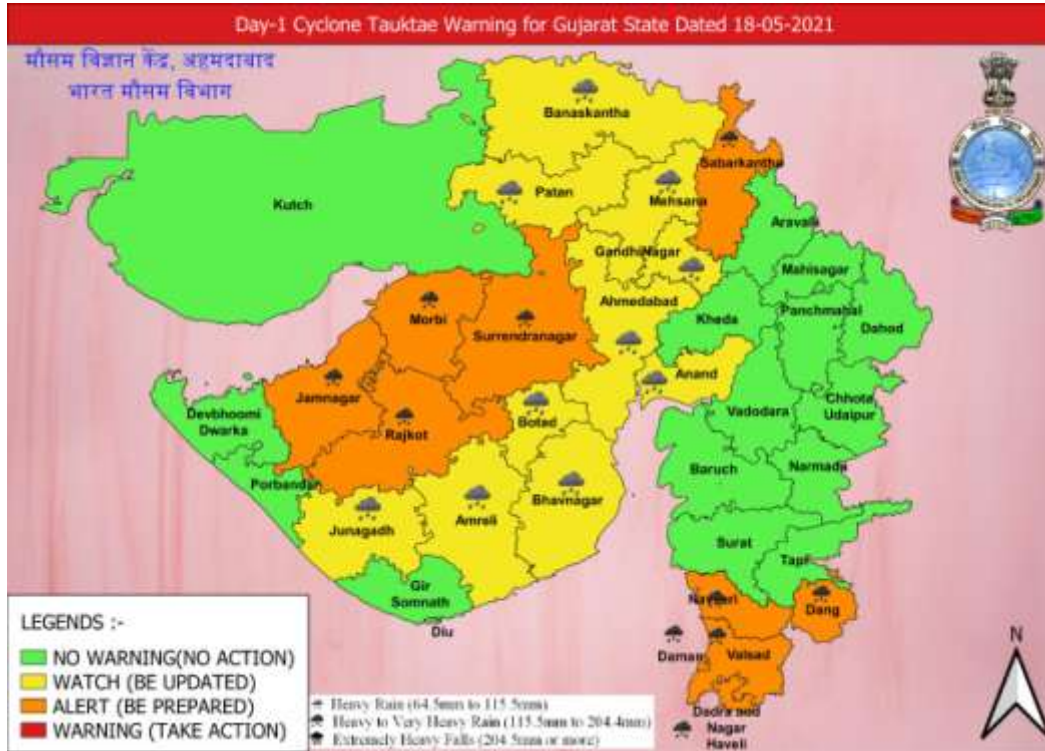 Day-1 Cyclone Tauktae Warning for Gujarat State Dated 18-05-2021
मौसम विज्ञान केंद्र, अहमदाबाद
भारत मौसम विभाग
Banaskantha
Sabarkantha
Patan
Mehsana
Kutch
Aravalli
Gandhi Nagar
Mahisagar
Ahmedabad
Panchmahal
Kheda
Dahod
Morbi
Surrendranagar
Anand
Jamnagar
Chhota
Udaipur
Devbhoomi
Dwarka
Botad
Vadodara
Rajkot
Baruch
Narmada
Porbandar
Bhavnagar
Junagadh
Amreli
Surat
Tapi
Gir
Somnath
Navsari
Dang
Diu
Daman
Valsad
Dadra and
Nagar
Haveli
N
LEGENDS :-
NO WARNING(NO ACTION)
WATCH (BE UPDATED)
ALERT (BE PREPARED)
WARNING (TAKE ACTION)
Heavy Rain (64.5mm to 115.5mm)
Heavy to Very Heavy Rain (115.5mm to 204.4mm)
Extremely Heavy Falls (204.5mm or more)